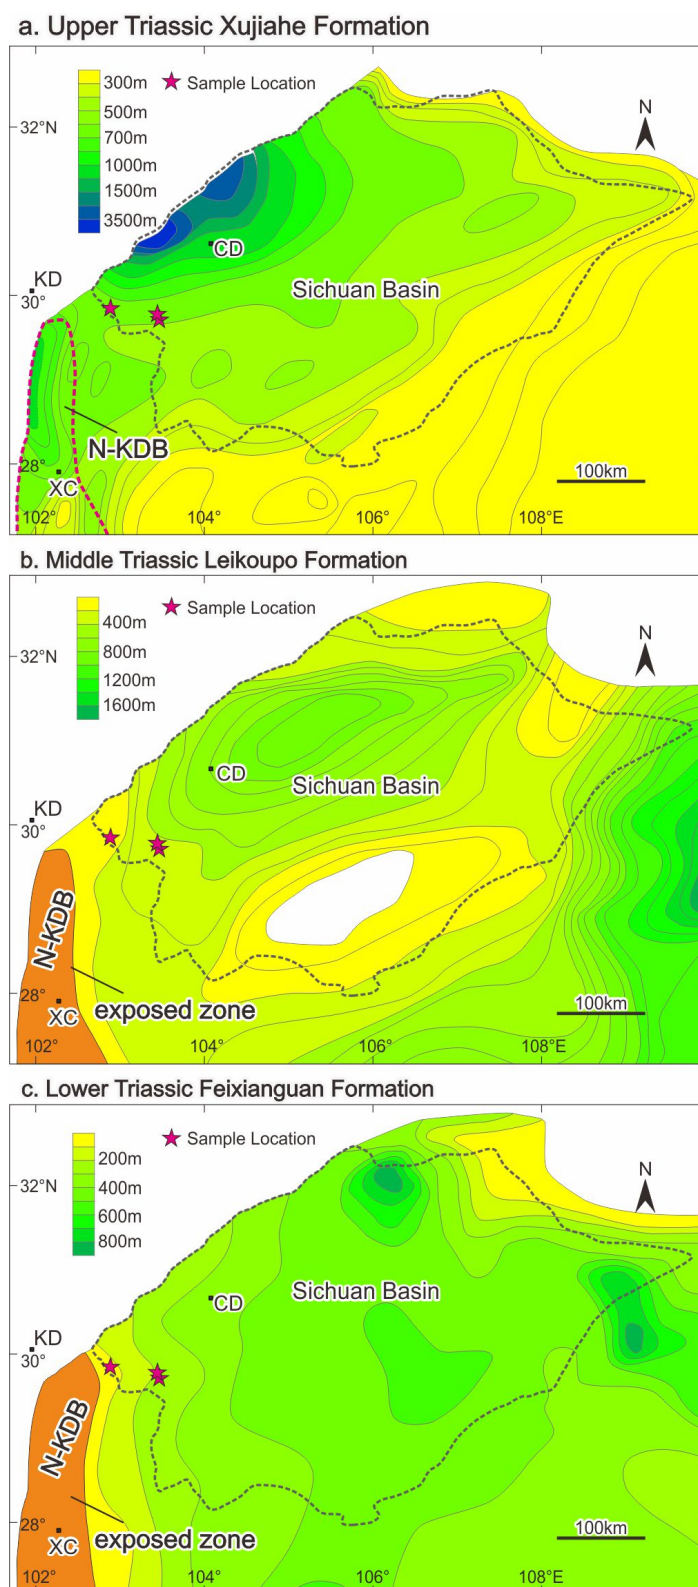 a. Upper Triassic Xujiahe Formation
300m
Sample Location
500m
N
32°N
700m
1000m
1500m
3500m
CD
KD
Sichuan Basin
30°
N-KDB
28°
100km
XC
102°
104°
106°
108°E
b. Middle Triassic Leikoupo Formation
Sample Location
400m
N
32°N
800m
1200m
1600m
CD
Sichuan Basin
KD
30°
N-KDB
28°
exposed zone
100km
XC
102°
104°
106°
108°E
c. Lower Triassic Feixianguan Formation
Sample Location
200m
N
32°N
400m
600m
800m
Sichuan Basin
CD
KD
30°
N-KDB
28°
100km
XC
exposed zone
102°
104°
106°
108°E